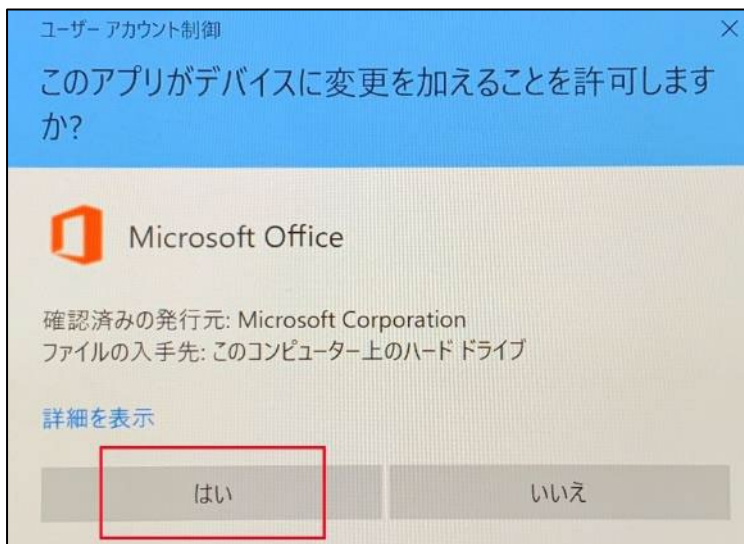 ユーザー アカウント制御
このアプリがデバイスに変更を加えることを許可します
か?
Microsoft Office
確認済みの発行元: Microsoft Corporation
ファイルの入手先: このコンピューター上のハード ドライブ
詳細を表示
はい
いいえ